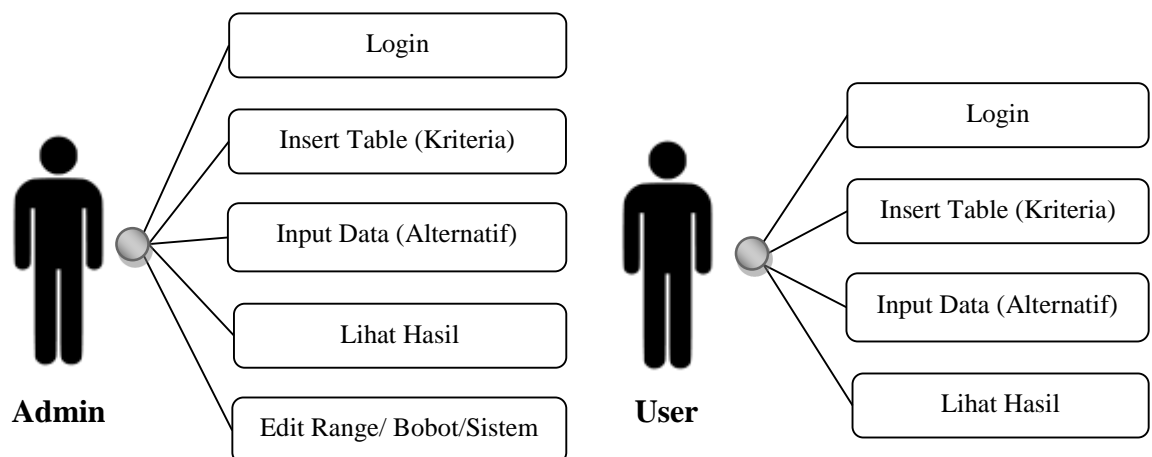 Login
Insert Table (Kriteria)
Input Data (Alternatif)
Lihat Hasil
Edit Range/ Bobot/Sistem
Admin
Login
Insert Table (Kriteria)
Input Data (Alternatif)
Lihat Hasil
User